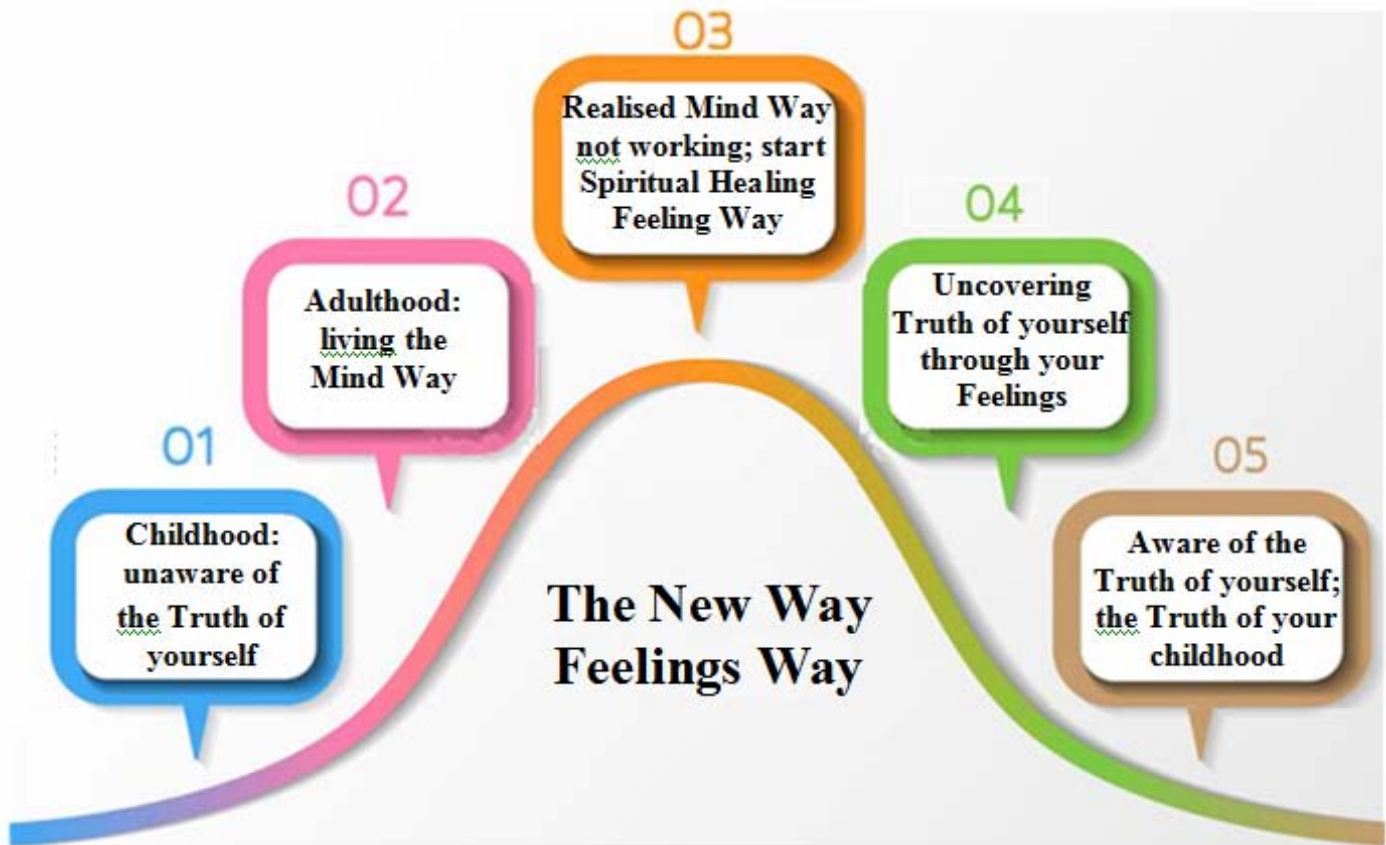 01
Childhood:
unaware of
the Truth of
yourself
02
Adulthood:
living the
Mind Way
03
Realised Mind Way
not working; start
Spiritual Healing
Feeling Way
04
Uncovering
Truth of yourself
through your
Feelings
05
Aware of the
Truth of yourself;
the Truth of your
childhood
The New Way
Feelings Way